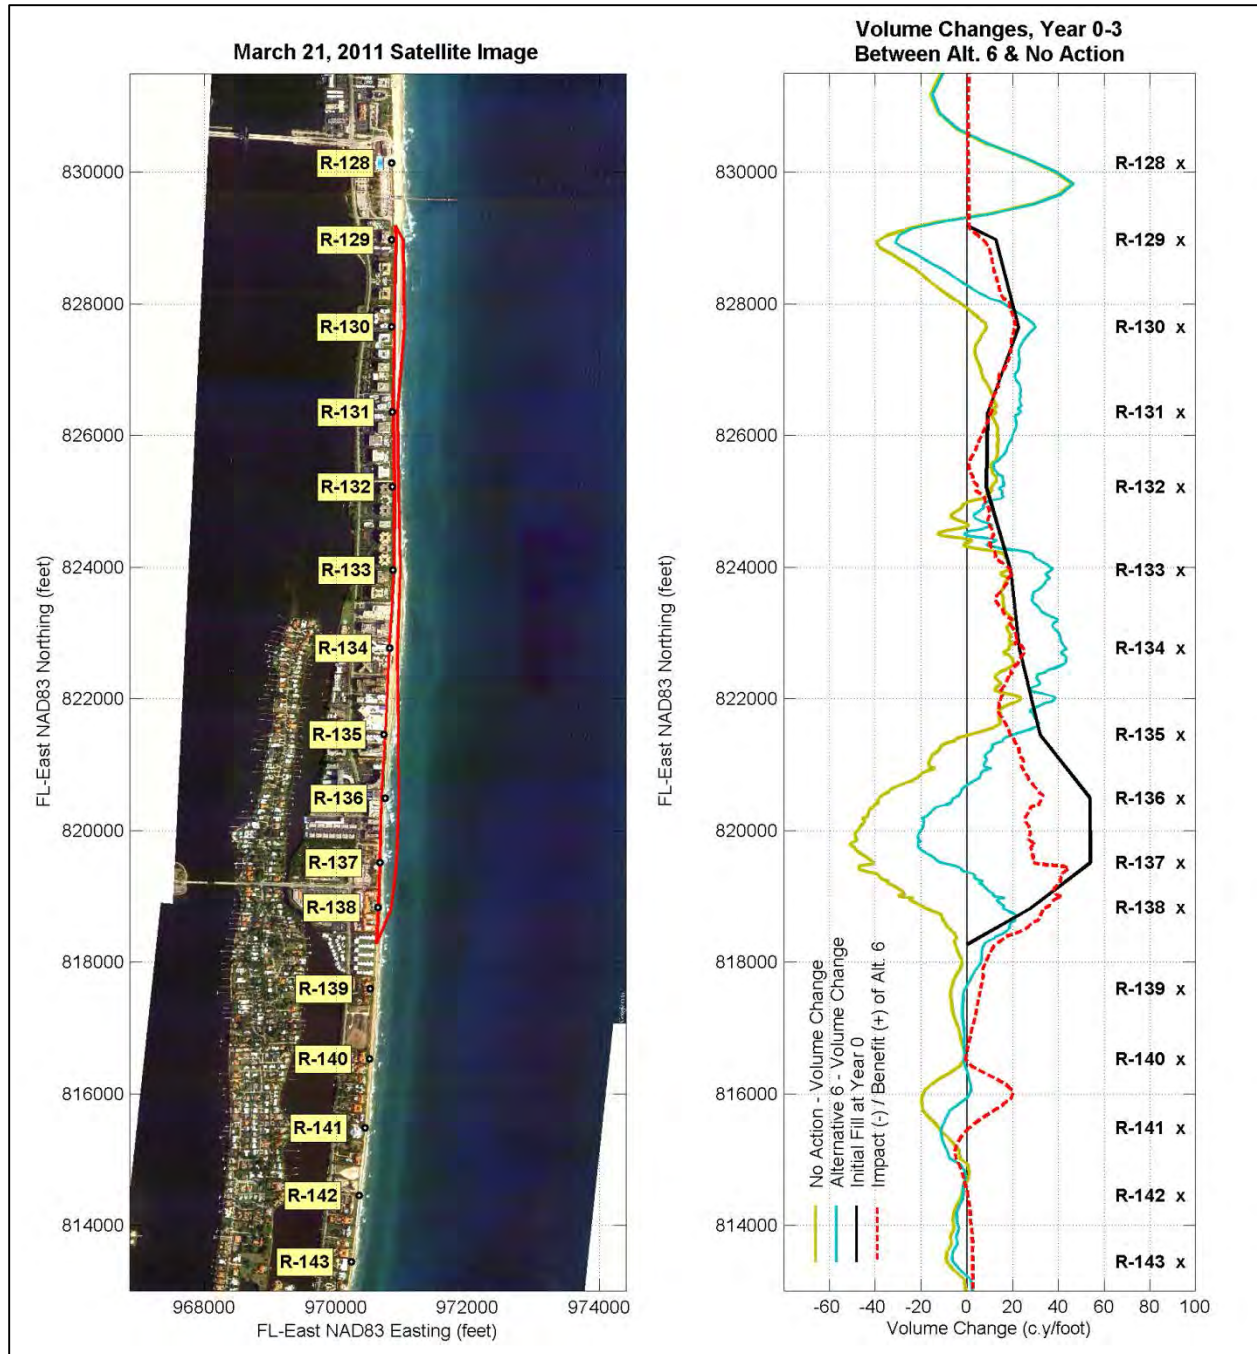 March 21, 2011 Satellite Image
FL-East NAD83 Northing (feet)
830000
828000
826000
824000
822000
820000
818000
816000
814000
R-128
R-129
R-130
R-131
R-132
R-133
R-134
R-135
R-136
R-137
R-138
R-139
R-140
R-141
R-142
R-143
968000 970000 972000 974000
FL-East NAD83 Easting (feet)
Volume Changes, Year 0-3
Between Alt. 6 & No Action
FL-East NAD83 Northing (feet)
830000
828000
826000
824000
822000
820000
818000
816000
814000
R-128 x
R-129 x
R-130 x
R-131 x
R-132 x
R-133 x
R-134 x
R-135 x
R-136 x
R-137 x
R-138 x
R-139 x
R-140 x
R-141 x
R-142 x
R-143 x
No Action - Volume Change
Alternative 6 - Volume Change
Initial Fill at Year 0
Impact (-) / Benefit (+) of Alt. 6
-60 -40 -20 0 20 40 60 80 100
Volume Change (c.y/foot)